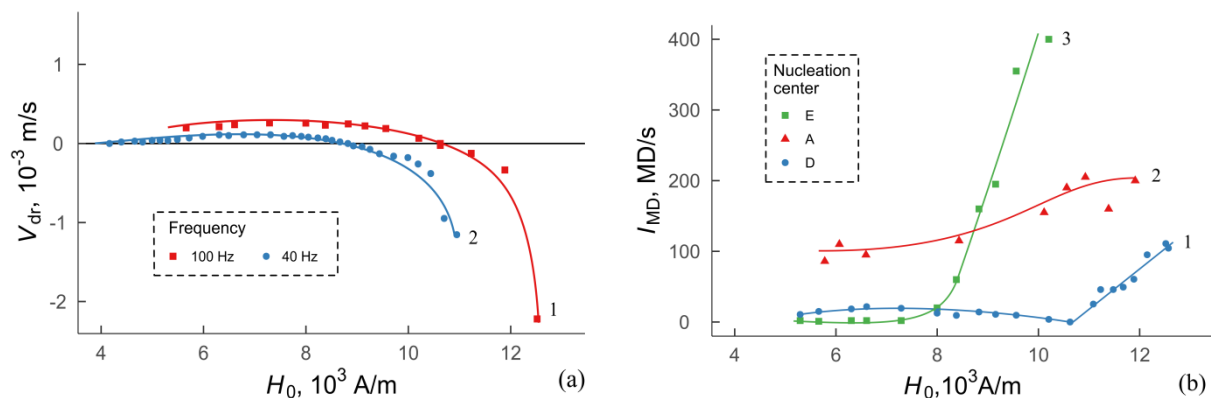 1
0
-1
-2
V_dr, 10^-3 m/s
Frequency
100 Hz 40 Hz
2
1
4 6 8 10 12
H_0, 10^3 A/m
(a)
400
300
200
100
0
I_MD, MD/s
Nucleation
center
E
A
D
3
2
1
4 6 8 10 12
H_0, 10^3 A/m
(b)